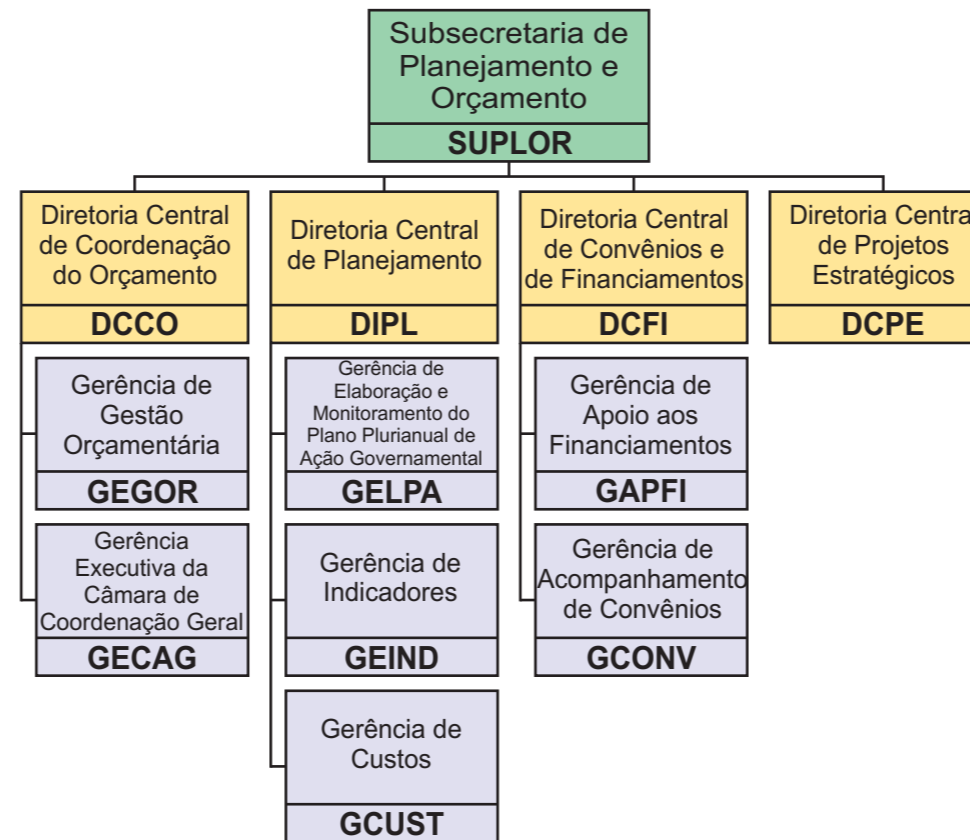 Subsecretaria de
Planejamento e
Orçamento
SUPLOR
Diretoria Central
de Coordenação
do Orçamento
DCCO
Diretoria Central
de Planejamento
DIPL
Diretoria Central
de Convênios e
de Financiamentos
DCFI
Diretoria Centra
de Projetos
Estratégicos
DCPE
Gerência de
Gestão
Orçamentária
GEGOR
Gerência
Executiva da
Câmara de
Coordenação Geral
GECAG
Gerência de
Elaboração e
Monitoramento do
Plano Plurianual de
Ação Governamental
GELPA
Gerência de
Indicadores
GEIND
Gerência de
Custos
GCUST
Gerência de
Apoio aos
Financiamentos
GAPFI
Gerência de
Acompanhamento
de Convênios
GCONV